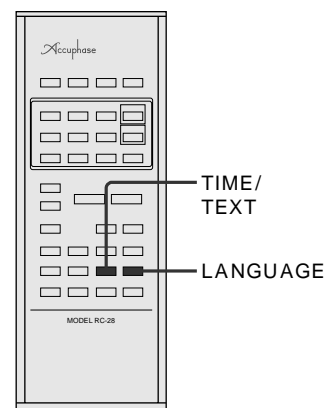 Accuphase
TIME/
TEXT
LANGUAGE
MODEL RC-28